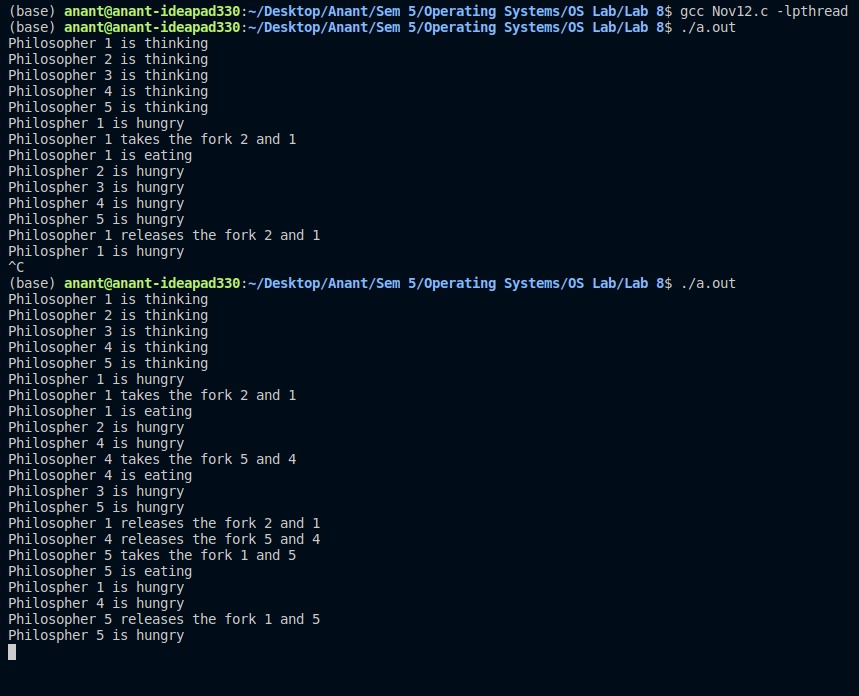 (base) anant@anant-ideapad330:~/Desktop/Anant/Sem 5/Operating Systems/OS Lab/Lab 8$ gcc Nov12.c -lpthread
(base) anant@anant-ideapad330:~/Desktop/Anant/Sem 5/Operating Systems/OS Lab/Lab 8$ ./a.out
Philosopher 1 is thinking
Philosopher 2 is thinking
Philosopher 3 is thinking
Philosopher 4 is thinking
Philosopher 5 is thinking
Philospher 1 is hungry
Philosopher 1 takes the fork 2 and 1
Philosopher 1 is eating
Philospher 2 is hungry
Philospher 3 is hungry
Philospher 4 is hungry
Philospher 5 is hungry
Philosopher 1 releases the fork 2 and 1
Philospher 1 is hungry
^C
(base) anant@anant-ideapad330:~/Desktop/Anant/Sem 5/Operating Systems/OS Lab/Lab 8$ ./a.out
Philosopher 1 is thinking
Philosopher 2 is thinking
Philosopher 3 is thinking
Philosopher 4 is thinking
Philosopher 5 is thinking
Philospher 1 is hungry
Philosopher 1 takes the fork 2 and 1
Philosopher 1 is eating
Philospher 2 is hungry
Philospher 4 is hungry
Philosopher 4 takes the fork 5 and 4
Philosopher 4 is eating
Philospher 3 is hungry
Philospher 5 is hungry
Philosopher 1 releases the fork 2 and 1
Philosopher 4 releases the fork 5 and 4
Philosopher 5 takes the fork 1 and 5
Philosopher 5 is eating
Philospher 1 is hungry
Philospher 4 is hungry
Philosopher 5 releases the fork 1 and 5
Philospher 5 is hungry